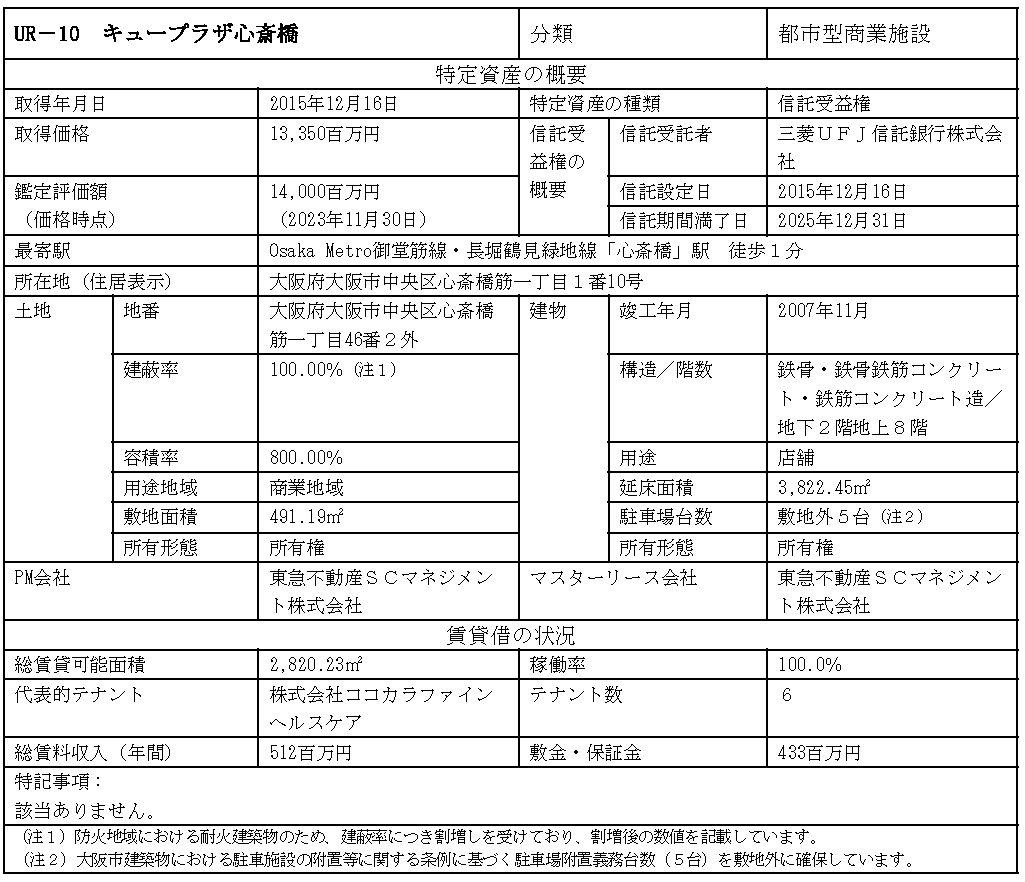 UR－10　キュープラザ心斎橋　分類　都市型商業施設
特定資産の概要
取得年月日　2015年12月16日　特定資産の種類　信託受益権
取得価格　13,350百万円　信託受益権の概要　信託受託者　三菱ＵＦＪ信託銀行株式会社
鑑定評価額　14,000百万円　信託設定日　2015年12月16日
（価格時点）　（2023年11月30日）　信託期間満了日　2025年12月31日
最寄駅　Osaka Metro御堂筋線・長堀鶴見緑地線「心斎橋」駅　徒歩１分
所在地（住居表示）　大阪府大阪市中央区心斎橋筋一丁目１番10号
土地　地番　大阪府大阪市中央区心斎橋　建物　竣工年月　2007年11月
筋一丁目46番２外
建蔽率　100.00%（注１）　構造／階数　鉄骨・鉄骨鉄筋コンクリー
ト・鉄筋コンクリート造／
地下２階地上８階
容積率　800.00%　用途　店舗
用途地域　商業地域　延床面積　3,822.45㎡
敷地面積　491.19㎡　駐車場台数　敷地外５台（注２）
所有形態　所有権　所有形態　所有権
PM会社　東急不動産ＳＣマネジメン　マスターリース会社　東急不動産ＳＣマネジメン
ト株式会社　ト株式会社
賃貸借の状況
総賃貸可能面積　2,820.23㎡　稼働率　100.0%
代表的テナント　株式会社ココカラファイン　テナント数　６
ヘルスケア
総賃料収入（年間）　512百万円　敷金・保証金　433百万円
特記事項：
該当ありません。
（注１）防火地域における耐火建築物のため、建蔽率につき割増しを受けており、割増後の数値を記載しています。
（注２）大阪市建築物における駐車施設の附置等に関する条例に基づく駐車場附置義務台数（５台）を敷地外に確保しています。